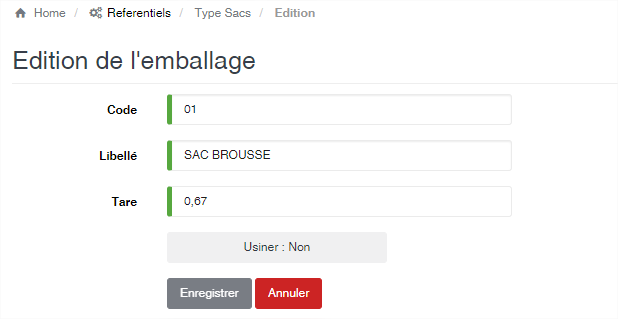 Home / Referentiels / Type Sacs / Edition
Edition de l'emballage
Code 01
Libellé SAC BROUSSE
Tare 0,67
Usiner : Non
Enregistrer Annuler